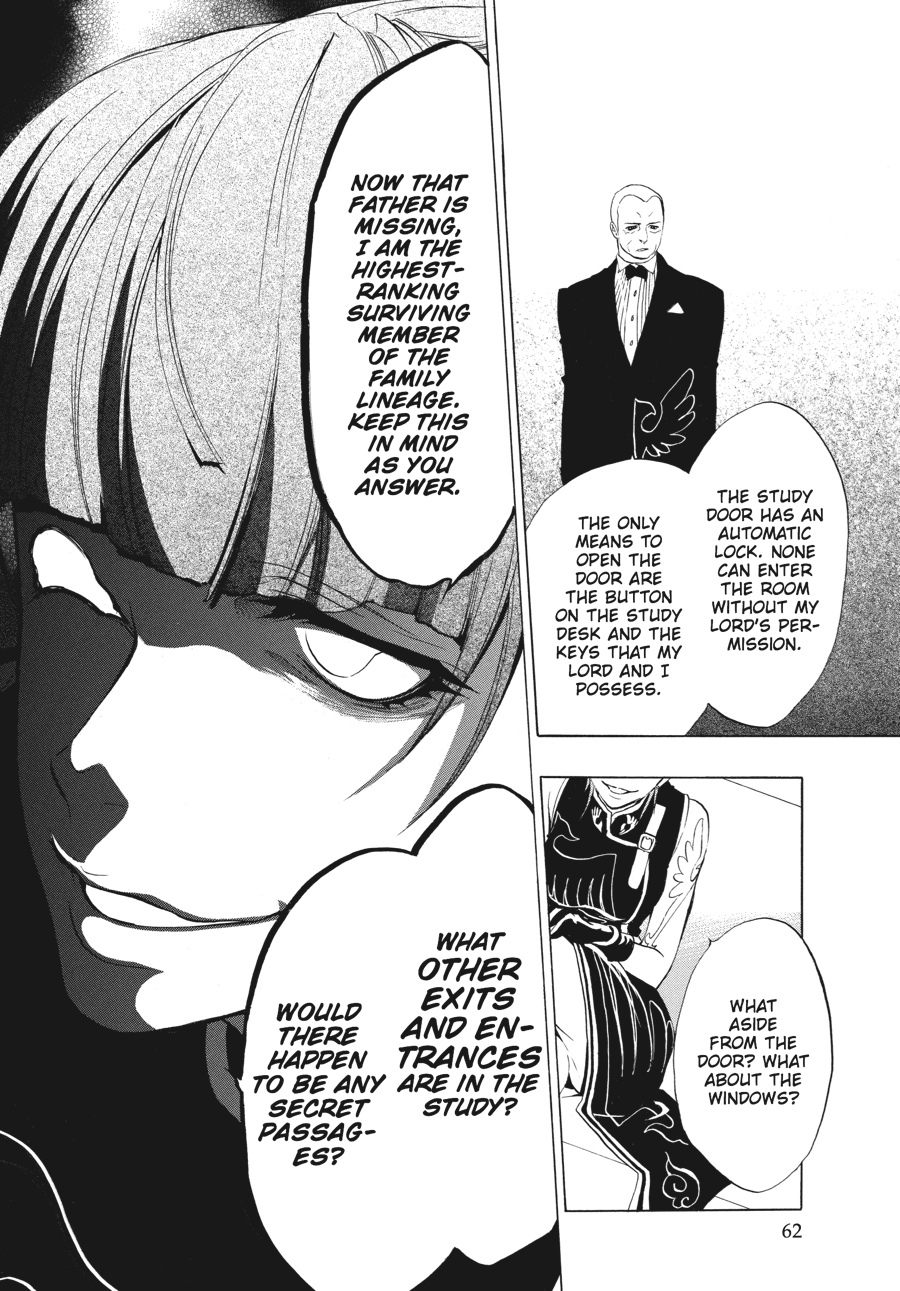 THE STUDY
DOOR HAS AN
AUTOMATIC
LOCK. NONE
CAN ENTER
THE ROOM
WITHOUT MY
LORD'S PER-
MISSION.
THE ONLY
MEANS TO
OPEN THE
DOOR ARE
THE BUTTON
ON THE STUDY
DESK AND THE
KEYS THAT MY
LORD AND I
POSSESS.
WHAT
ASIDE
FROM THE
DOOR? WHAT
ABOUT THE
WINDOWS?
NOW THAT
FATHER IS
MISSING,
I AM THE
HIGHEST-
RANKING
SURVIVING
MEMBER
OF THE
FAMILY
LINEAGE.
KEEP THIS
IN MIND
AS YOU
ANSWER.
WHAT
OTHER
EXITS
AND EN-
TRANCES
ARE IN THE
STUDY?
WOULD
THERE
HAPPEN
TO BE ANY
SECRET
PASSAG-
ES?
62